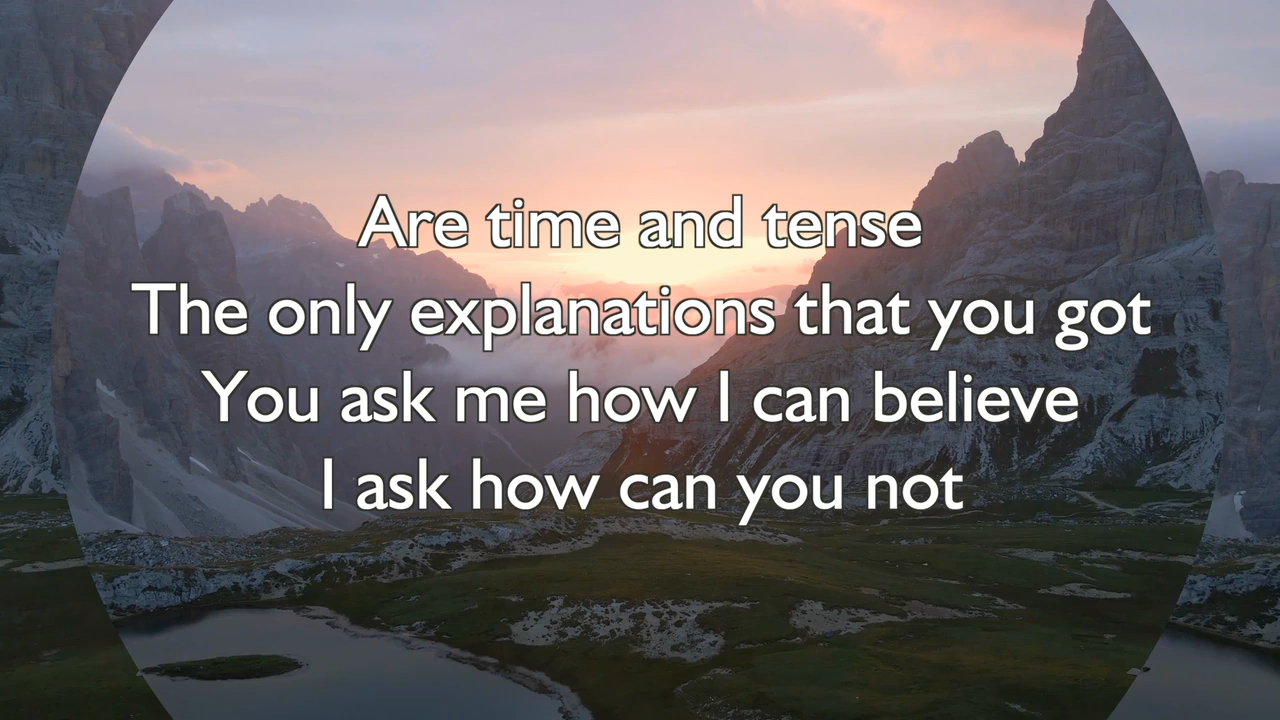 Are time and tense
The only explanations that you got
You ask me how I can believe
I ask how can you not